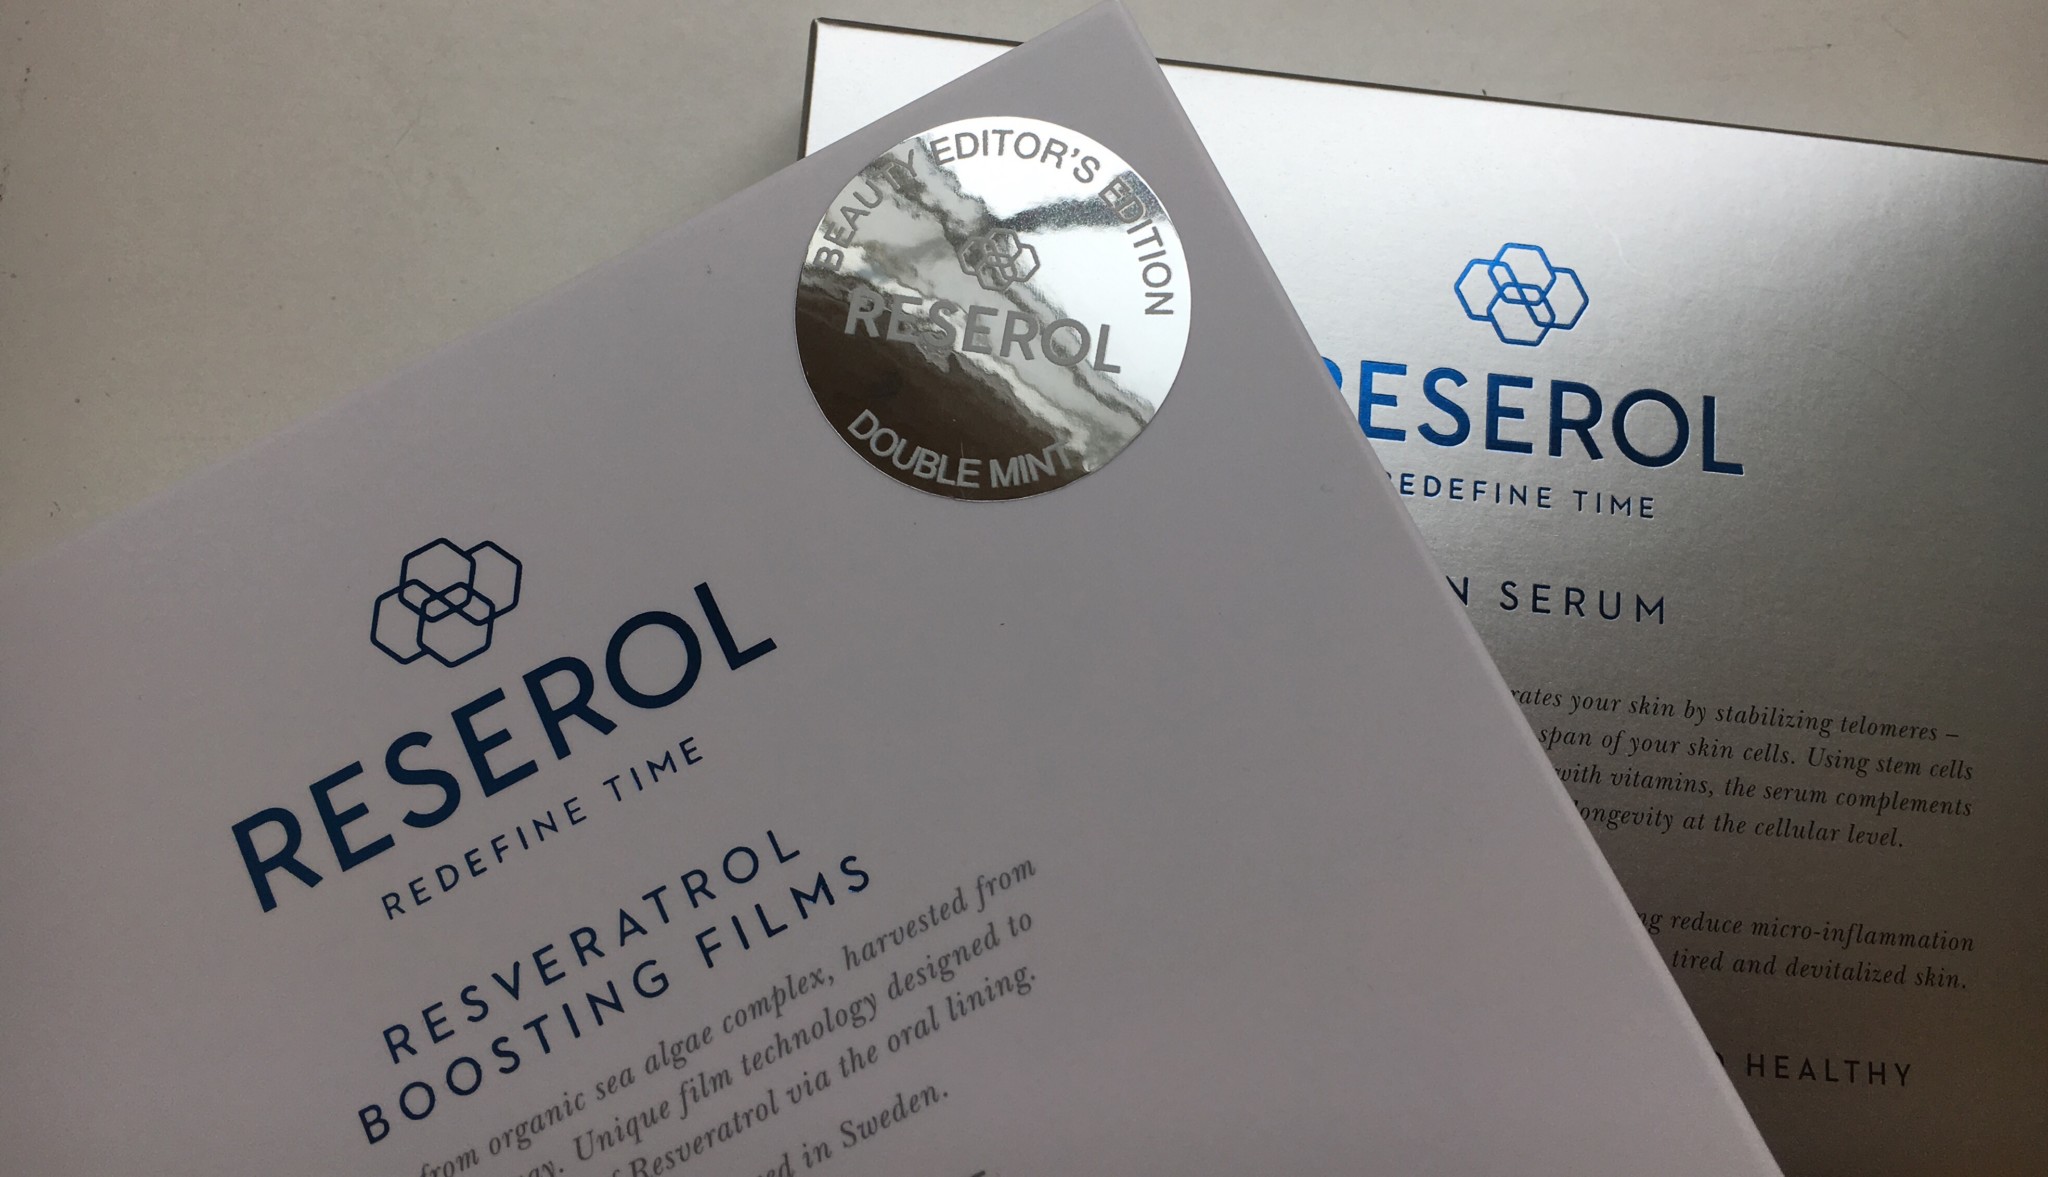 BEAUTY EDITOR'S EDITION
RESEROL
DOUBLE MINT
RESEROL
REDEFINE TIME
RESVERATROL
BOOSTING FILMS
from organic sea algae complex, harvested from
Unique film technology designed to
Resveratrol via the oral lining.
in Sweden.
RESEROL
REDEFINE TIME
SERUM
your skin by stabilizing telomeres –
span of your skin cells. Using stem cells
with vitamins, the serum complements
longevity at the cellular level.
reduce micro-inflammation
tired and devitalized skin.
HEALTHY